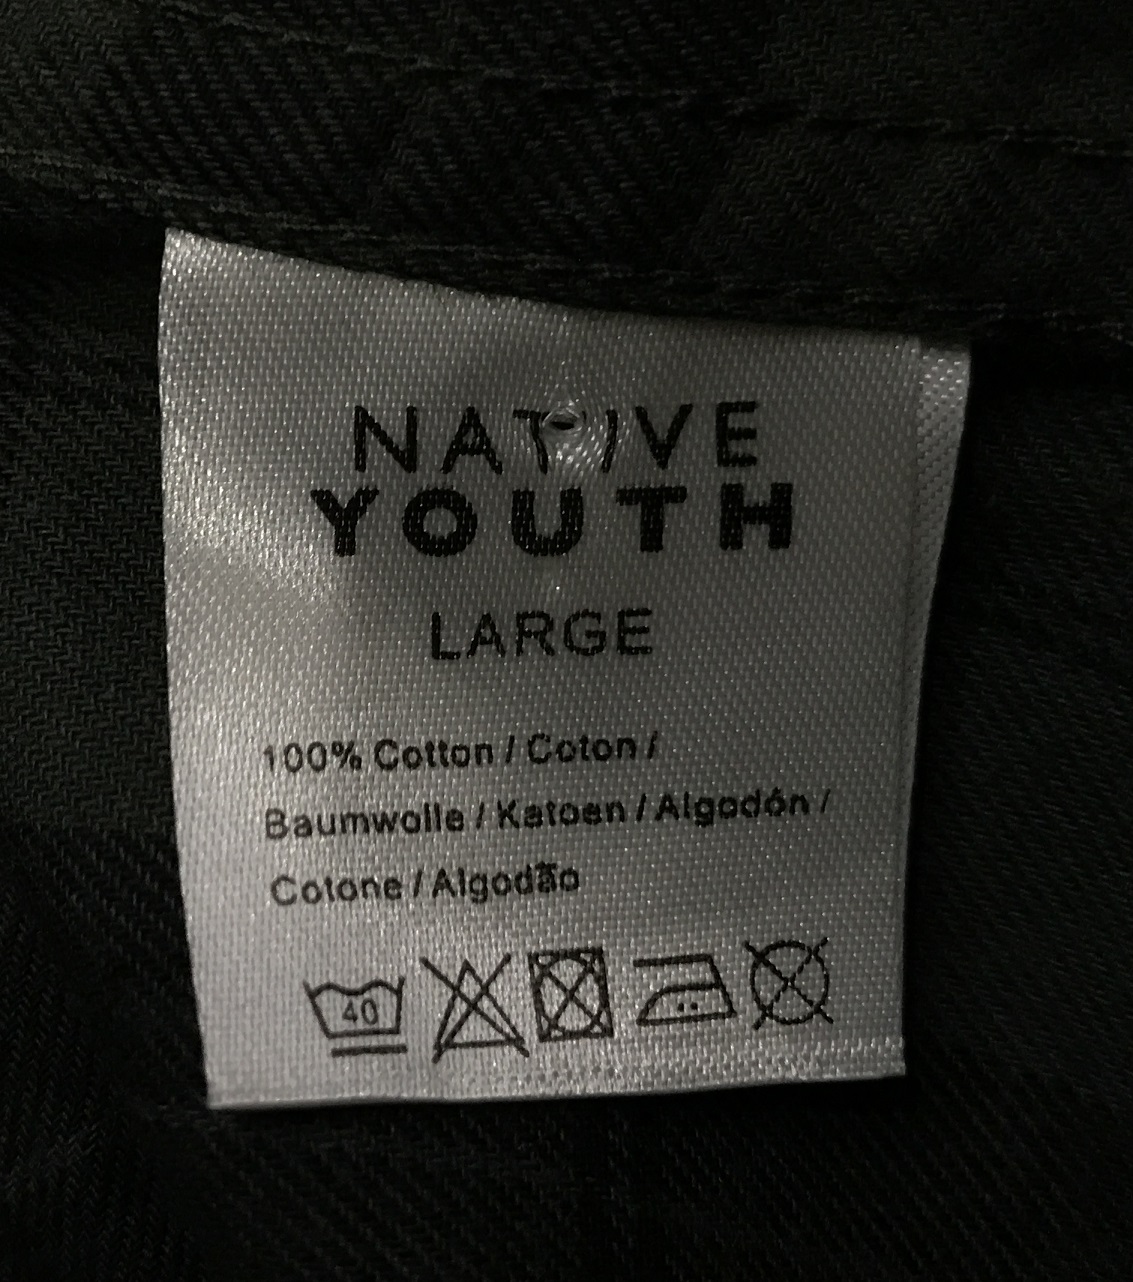 NATIVE
YOUTH
LARGE
100% Cotton / Coton /
Baumwolle / Katoen / Algodón /
Cotone / Algodão
40